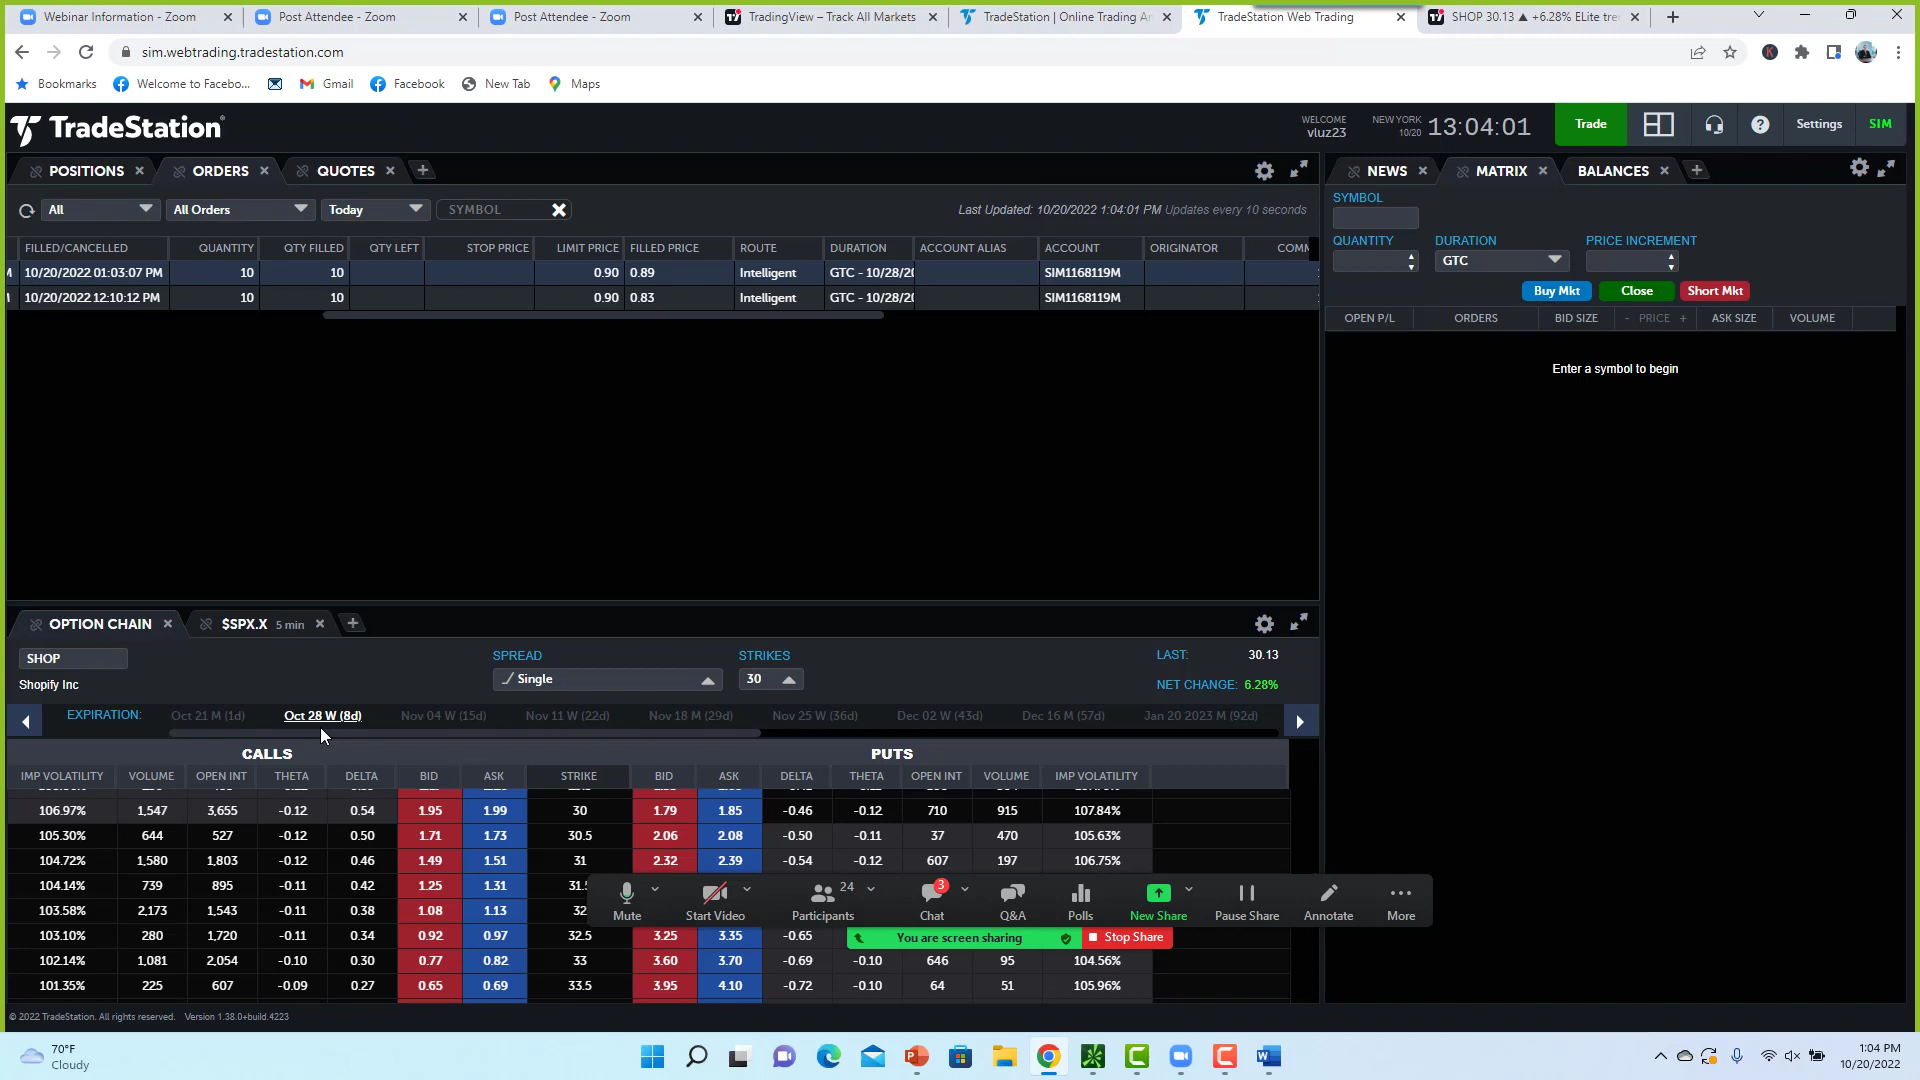 Webinar Information - Zoom
Post Attendee - Zoom
Post Attendee - Zoom
TradingView – Track All Markets
TradeStation | Online Trading An
TradeStation Web Trading
SHOP 30.13 ▲ +6.28% ELite tre
sim.webtrading.tradestation.com
Bookmarks Welcome to Facebo... Gmail Facebook New Tab Maps
TradeStation
WELCOME
vluz23
NEW YORK
10/20
13:04:01
Trade
Settings
SIM
POSITIONS ORDERS QUOTES
All All Orders Today SYMBOL
Last Updated: 10/20/2022 1:04:01 PM Updates every 10 seconds
FILLED/CANCELLED QUANTITY QTY FILLED QTY LEFT STOP PRICE LIMIT PRICE FILLED PRICE ROUTE DURATION ACCOUNT ALIAS ACCOUNT ORIGINATOR COMM
10/20/2022 01:03:07 PM 10 10 0.90 0.89 Intelligent GTC - 10/28/20 SIM1168119M
10/20/2022 12:10:12 PM 10 10 0.90 0.83 Intelligent GTC - 10/28/20 SIM1168119M
NEWS MATRIX BALANCES
SYMBOL
QUANTITY DURATION PRICE INCREMENT
GTC
Buy Mkt Close Short Mkt
OPEN P/L ORDERS BID SIZE - PRICE + ASK SIZE VOLUME
Enter a symbol to begin
OPTION CHAIN $SPX.X 5 min
SHOP
Shopify Inc
SPREAD
Single
STRIKES
30
LAST: 30.13
NET CHANGE: 6.28%
EXPIRATION: Oct 21 M (1d) Oct 28 W (8d) Nov 04 W (15d) Nov 11 W (22d) Nov 18 M (29d) Nov 25 W (36d) Dec 02 W (43d) Dec 16 M (57d) Jan 20 2023 M (92d)
CALLS PUTS
IMP VOLATILITY VOLUME OPEN INT THETA DELTA BID ASK STRIKE BID ASK DELTA THETA OPEN INT VOLUME IMP VOLATILITY
106.97% 1,547 3,655 -0.12 0.54 1.95 1.99 30 1.79 1.85 -0.46 -0.12 710 915 107.84%
105.30% 644 527 -0.12 0.50 1.71 1.73 30.5 2.06 2.08 -0.50 -0.11 37 470 105.63%
104.72% 1,580 1,803 -0.12 0.46 1.49 1.51 31 2.32 2.39 -0.54 -0.12 607 197 106.75%
104.14% 739 895 -0.11 0.42 1.25 1.31 31.5
103.58% 2,173 1,543 -0.11 0.38 1.08 1.13 32
103.10% 280 1,720 -0.11 0.34 0.92 0.97 32.5 3.25 3.35 -0.65
102.14% 1,081 2,054 -0.10 0.30 0.77 0.82 33 3.60 3.70 -0.69 -0.10 646 95 104.56%
101.35% 225 607 -0.09 0.27 0.65 0.69 33.5 3.95 4.10 -0.72 -0.10 64 51 105.96%
24
3
Mute Start Video Participants Chat Q&A Polls New Share Pause Share Annotate More
You are screen sharing Stop Share
© 2022 TradeStation. All rights reserved. Version 1.38.0+build.4223
70°F
Cloudy
1:04 PM
10/20/2022